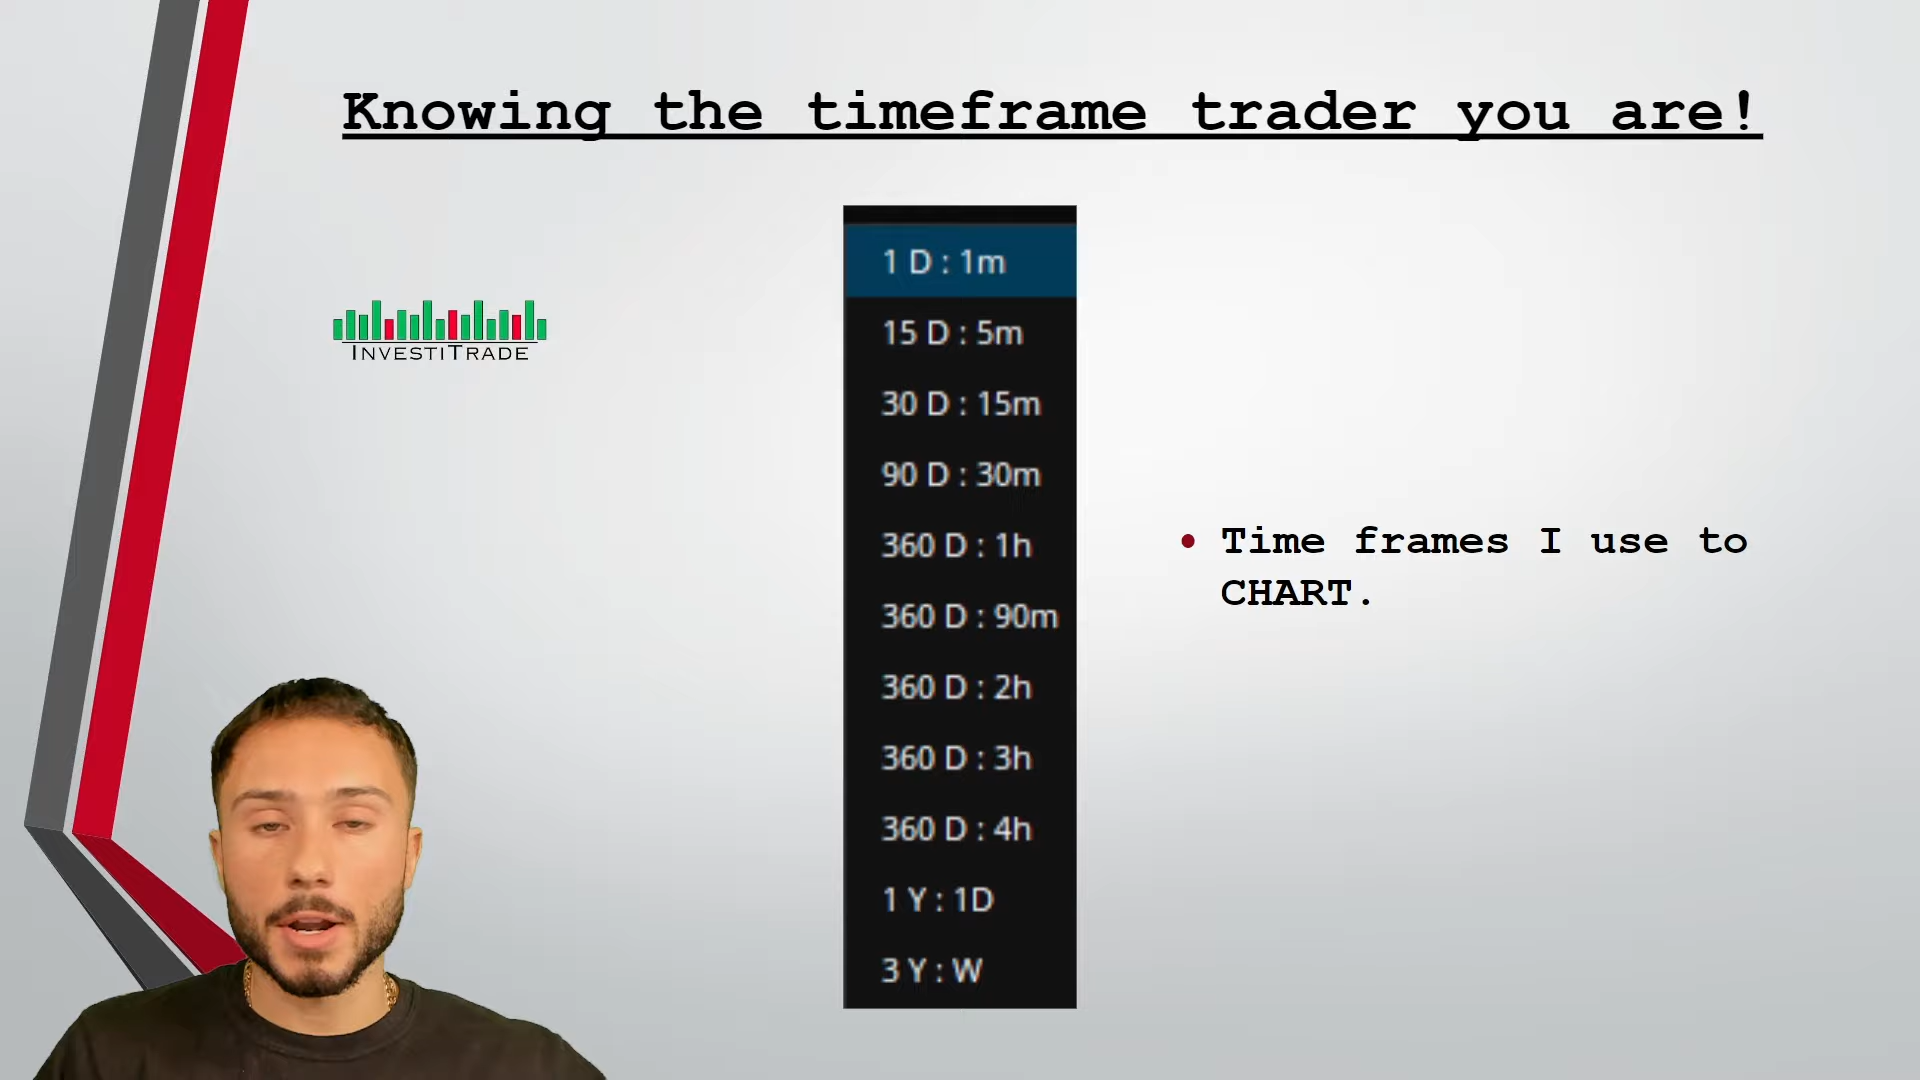 Knowing the timeframe trader you are!
INVESTITRADE
1 D : 1m
15 D : 5m
30 D : 15m
90 D : 30m
360 D : 1h
360 D : 90m
360 D : 2h
360 D : 3h
360 D : 4h
1 Y : 1D
3 Y : W
• Time frames I use to
CHART.